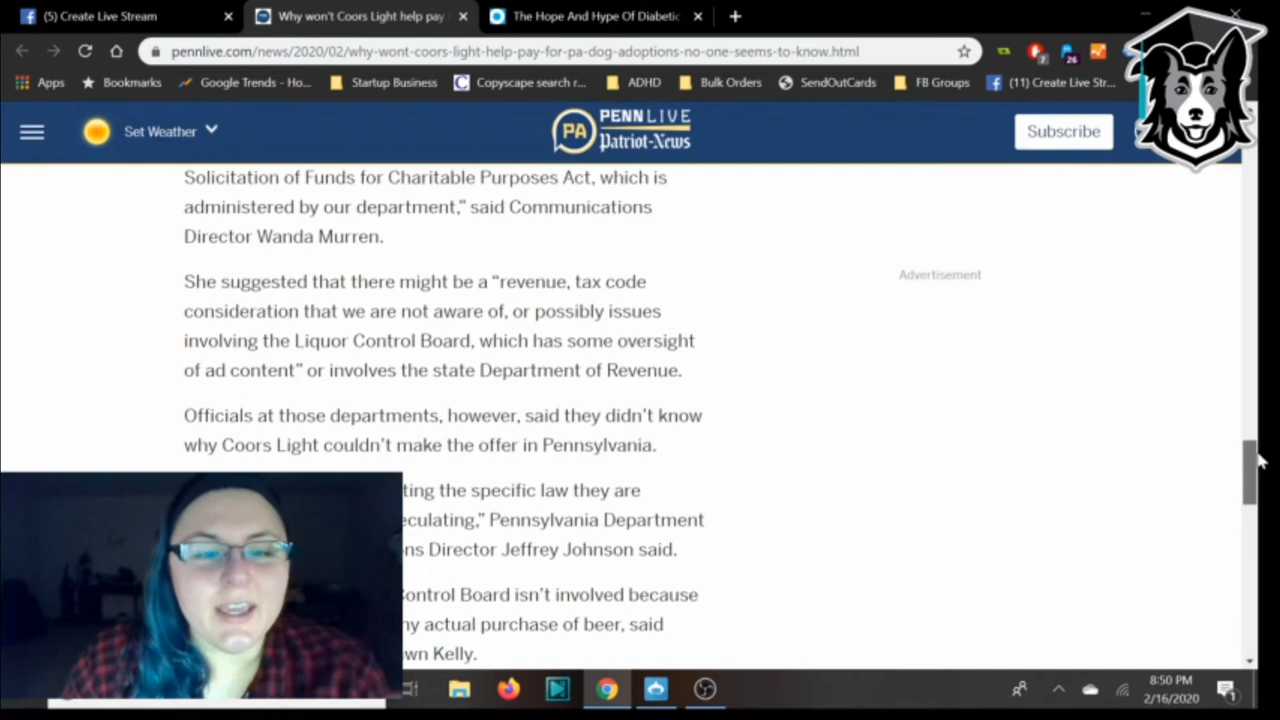 (5) Create Live Stream
Why won't Coors Light help pay
The Hope And Hype Of Diabetic
pennlive.com/news/2020/02/why-wont-coors-light-help-pay-for-pa-dog-adoptions-no-one-seems-to-know.html
7
26
Apps Bookmarks Google Trends - Ho... Startup Business Copyscape search r... ADHD Bulk Orders SendOutCards FB Groups (11) Create Live Str...
Set Weather
PA PENNLIVE
Patriot-News
Subscribe
Solicitation of Funds for Charitable Purposes Act, which is
administered by our department,” said Communications
Director Wanda Murren.
Advertisement
She suggested that there might be a “revenue, tax code
consideration that we are not aware of, or possibly issues
involving the Liquor Control Board, which has some oversight
of ad content” or involves the state Department of Revenue.
Officials at those departments, however, said they didn’t know
why Coors Light couldn’t make the offer in Pennsylvania.
ting the specific law they are
eculating,” Pennsylvania Department
ns Director Jeffrey Johnson said.
Control Board isn’t involved because
ny actual purchase of beer, said
wn Kelly.
8:50 PM
2/16/2020
1